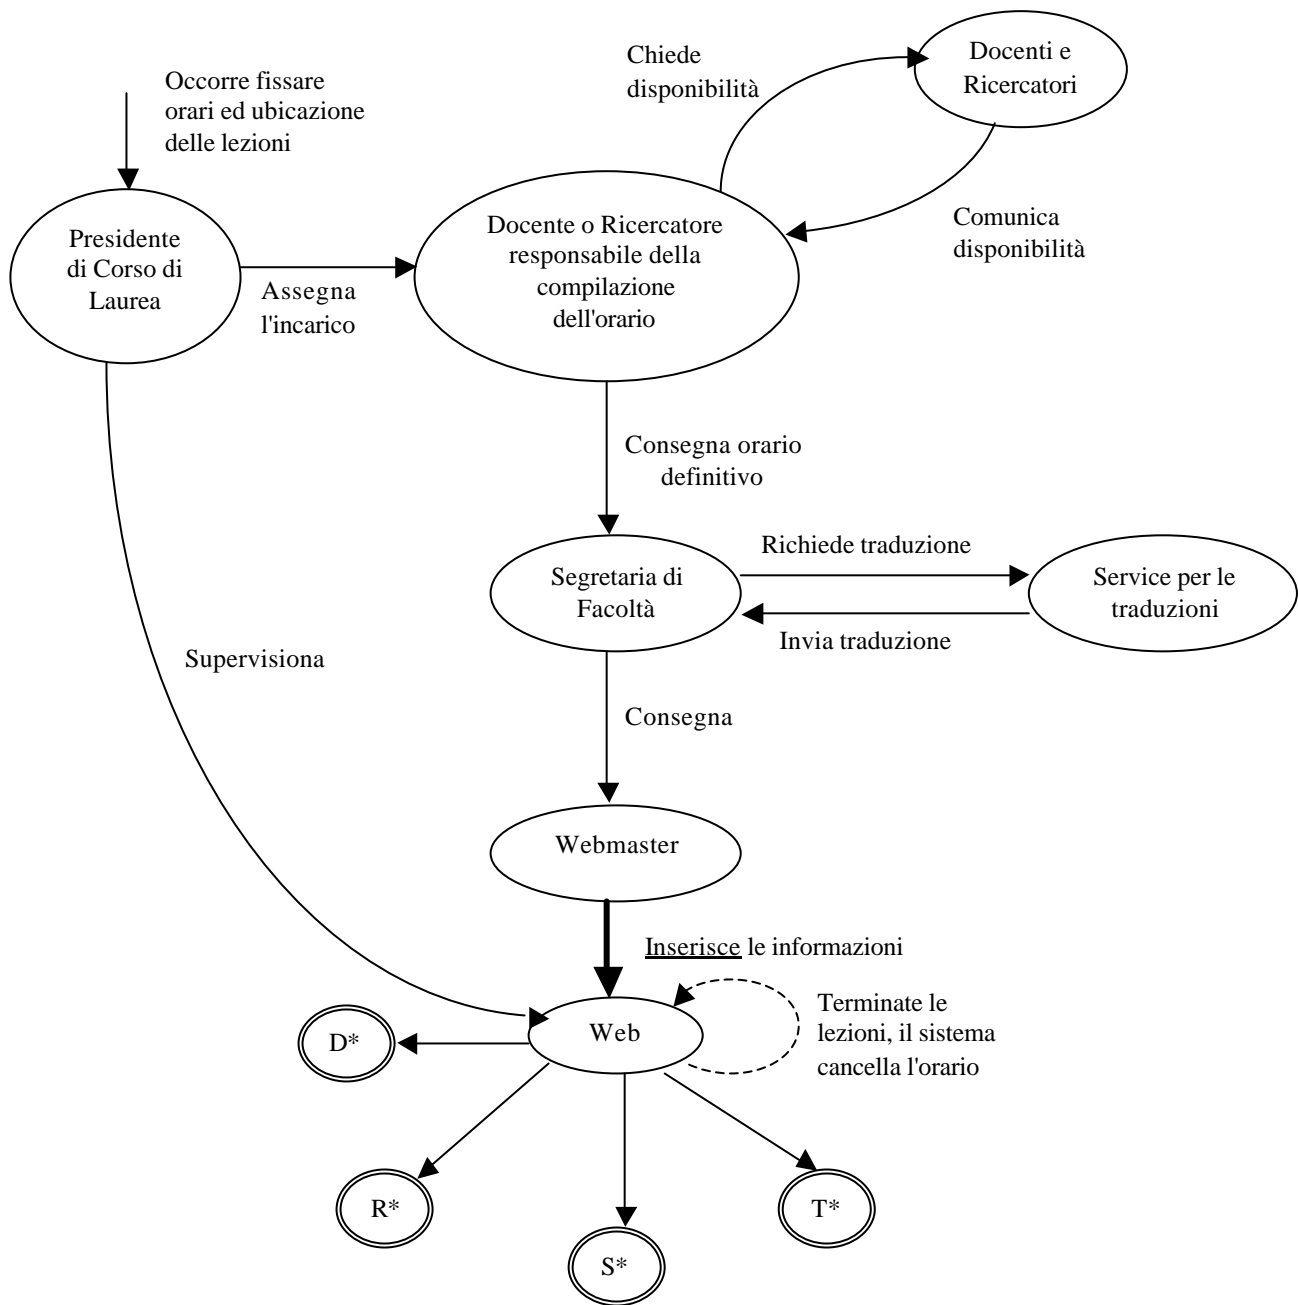 Occorre fissare
orari ed ubicazione
delle lezioni
Chiede
disponibilità
Docenti e
Ricercatori
Presidente
di Corso di
Laurea
Assegna
l'incarico
Docente o Ricercatore
responsabile della
compilazione
dell'orario
Comunica
disponibilità
Consegna orario
definitivo
Segretaria di
Facoltà
Richiede traduzione
Invia traduzione
Service per le
traduzioni
Supervisiona
Consegna
Webmaster
Inserisce le informazioni
Web
Terminate le
lezioni, il sistema
cancella l'orario
D*
R*
S*
T*